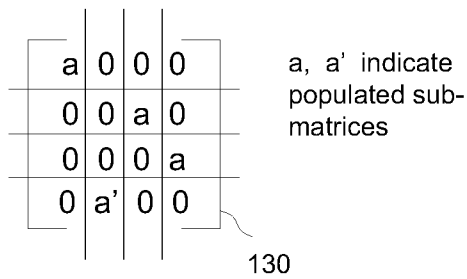 a 0 0 0
0 0 a 0
0 0 0 a
0 a' 0 0
a, a' indicate
populated sub-
matrices
130